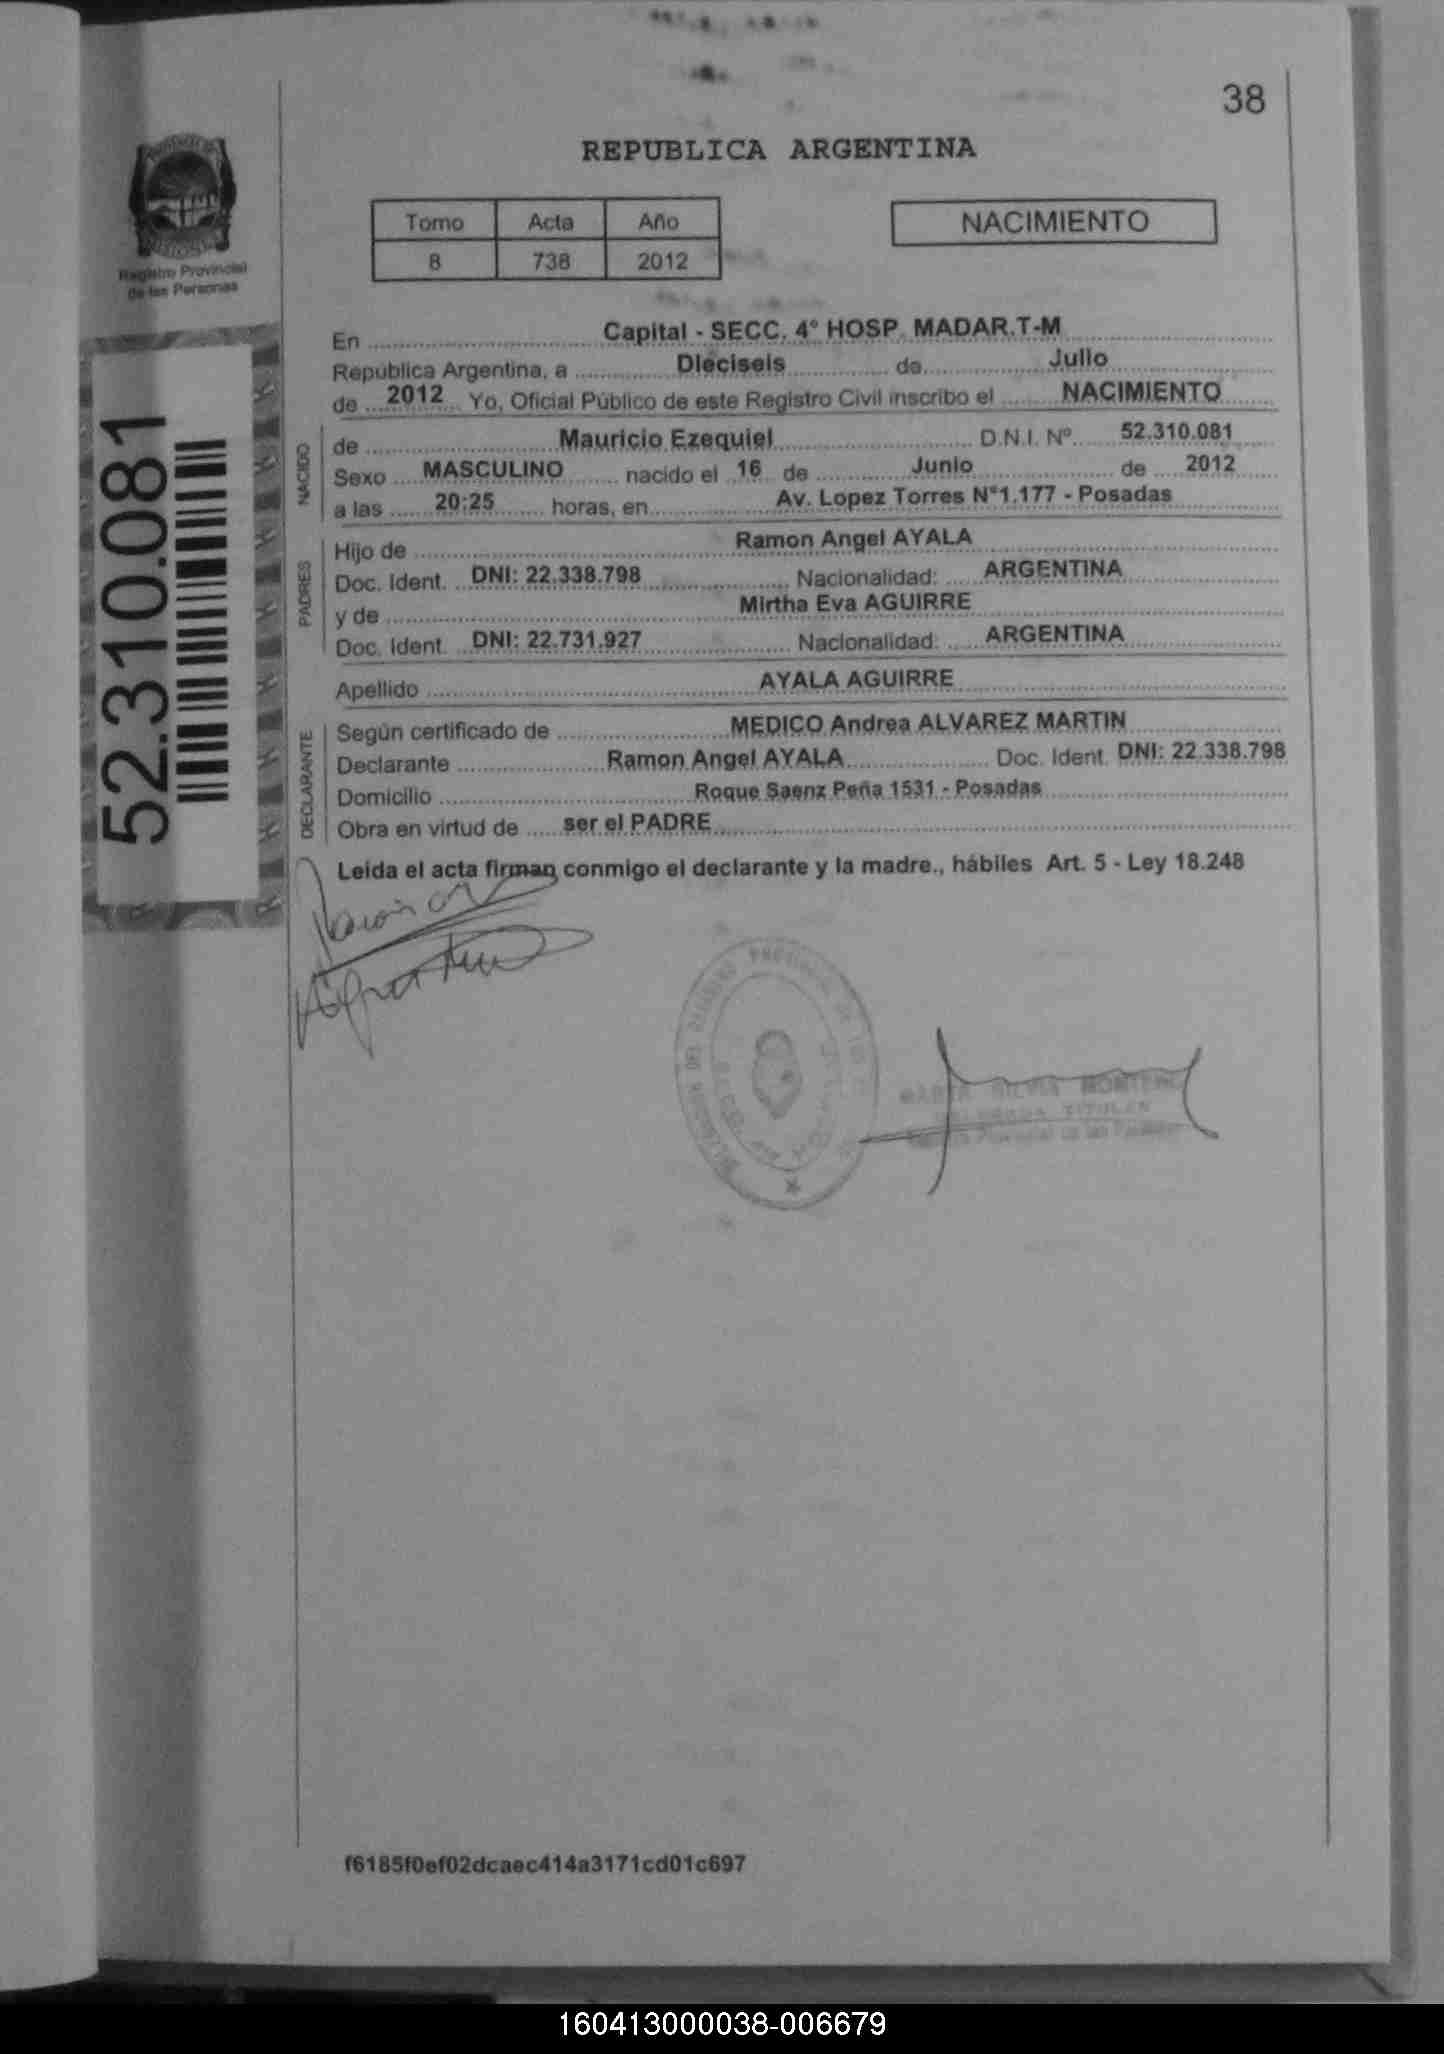 38
REPUBLICA ARGENTINA
Tomo Acta Año
8 738 2012
NACIMIENTO
Registro Provincial
de las Personas
52.310.081
En Capital - SECC. 4° HOSP. MADAR.T-M
República Argentina, a Dieciseis de Julio
de 2012 Yo, Oficial Público de este Registro Civil inscribo el NACIMIENTO
NACIDO
de Mauricio Ezequiel D.N.I. Nº 52.310.081
Sexo MASCULINO nacido el 16 de Junio de 2012
a las 20:25 horas, en Av. Lopez Torres N°1.177 - Posadas
PADRES
Hijo de Ramon Angel AYALA
Doc. Ident. DNI: 22.338.798 Nacionalidad: ARGENTINA
y de Mirtha Eva AGUIRRE
Doc. Ident. DNI: 22.731.927 Nacionalidad: ARGENTINA
Apellido AYALA AGUIRRE
DECLARANTE
Según certificado de MEDICO Andrea ALVAREZ MARTIN
Declarante Ramon Angel AYALA Doc. Ident. DNI: 22.338.798
Domicilio Roque Saenz Peña 1531 - Posadas
Obra en virtud de ser el PADRE
Leida el acta firman conmigo el declarante y la madre., hábiles Art. 5 - Ley 18.248
SILVIA MONTERO
TITULAR
f6185f0ef02dcaec414a3171cd01c697
160413000038-006679